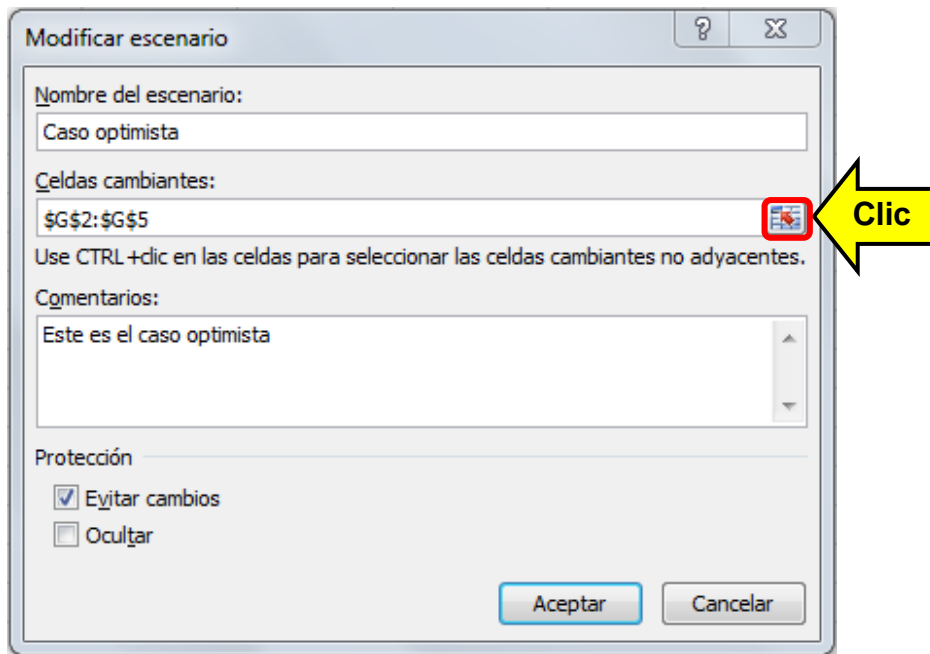 Modificar escenario
Nombre del escenario:
Caso optimista
Celdas cambiantes:
$G$2:$G$5
Clic
Use CTRL+clic en las celdas para seleccionar las celdas cambiantes no adyacentes.
Comentarios:
Este es el caso optimista
Protección
Evitar cambios
Ocultar
Aceptar
Cancelar